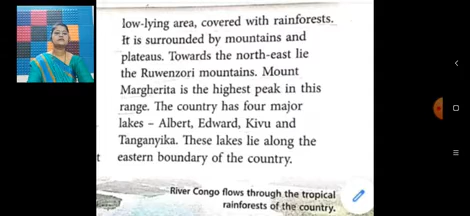 low-lying area, covered with rainforests.
It is surrounded by mountains and
plateaus. Towards the north-east lie
the Ruwenzori mountains. Mount
Margherita is the highest peak in this
range. The country has four major
lakes – Albert, Edward, Kivu and
Tanganyika. These lakes lie along the
t eastern boundary of the country.
River Congo flows through the tropical
rainforests of the country.